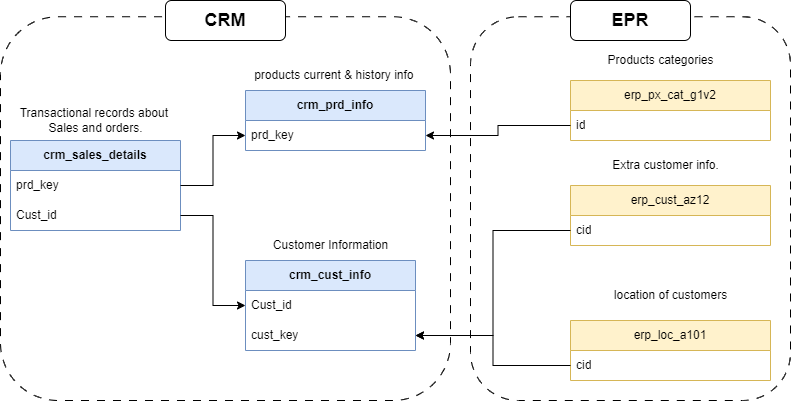 CRM
products current & history info
crm_prd_info
prd_key
Transactional records about
Sales and orders.
crm_sales_details
prd_key
Cust_id
Customer Information
crm_cust_info
Cust_id
cust_key
EPR
Products categories
erp_px_cat_g1v2
id
Extra customer info.
erp_cust_az12
cid
location of customers
erp_loc_a101
cid